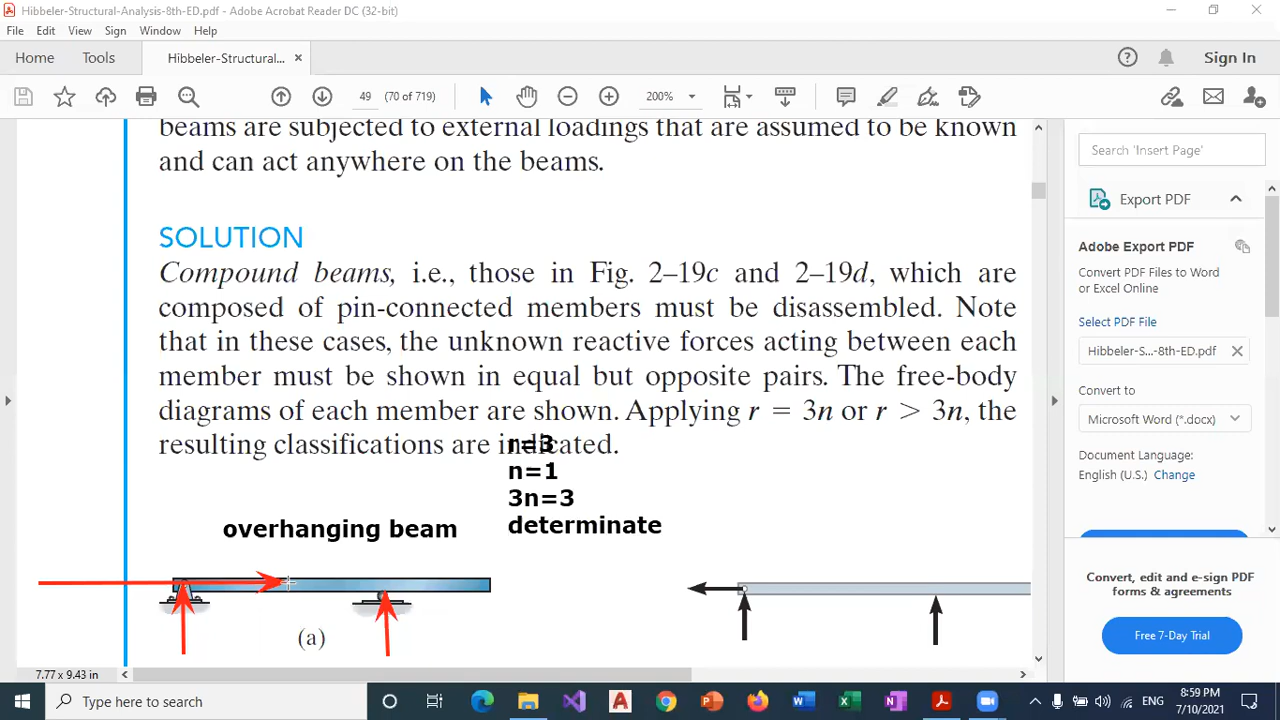 Hibbeler-Structural-Analysis-8th-ED.pdf - Adobe Acrobat Reader DC (32-bit)
File Edit View Sign Window Help
Home Tools Hibbeler-Structural... × Sign In
49 (70 of 719) 200%
beams are subjected to external loadings that are assumed to be known
and can act anywhere on the beams.
Search 'Insert Page'
Export PDF
SOLUTION
Adobe Export PDF
Compound beams, i.e., those in Fig. 2–19c and 2–19d, which are
composed of pin-connected members must be disassembled. Note
that in these cases, the unknown reactive forces acting between each
member must be shown in equal but opposite pairs. The free-body
diagrams of each member are shown. Applying r = 3n or r > 3n, the
resulting classifications are indicated.
Convert PDF Files to Word
or Excel Online
Select PDF File
Hibbeler-S...-8th-ED.pdf
Convert to
Microsoft Word (*.docx)
Document Language:
English (U.S.) Change
r=3
n=1
3n=3
determinate
overhanging beam
(a)
Convert, edit and e-sign PDF
forms & agreements
Free 7-Day Trial
7.77 x 9.43 in
Type here to search
ENG
8:59 PM
7/10/2021